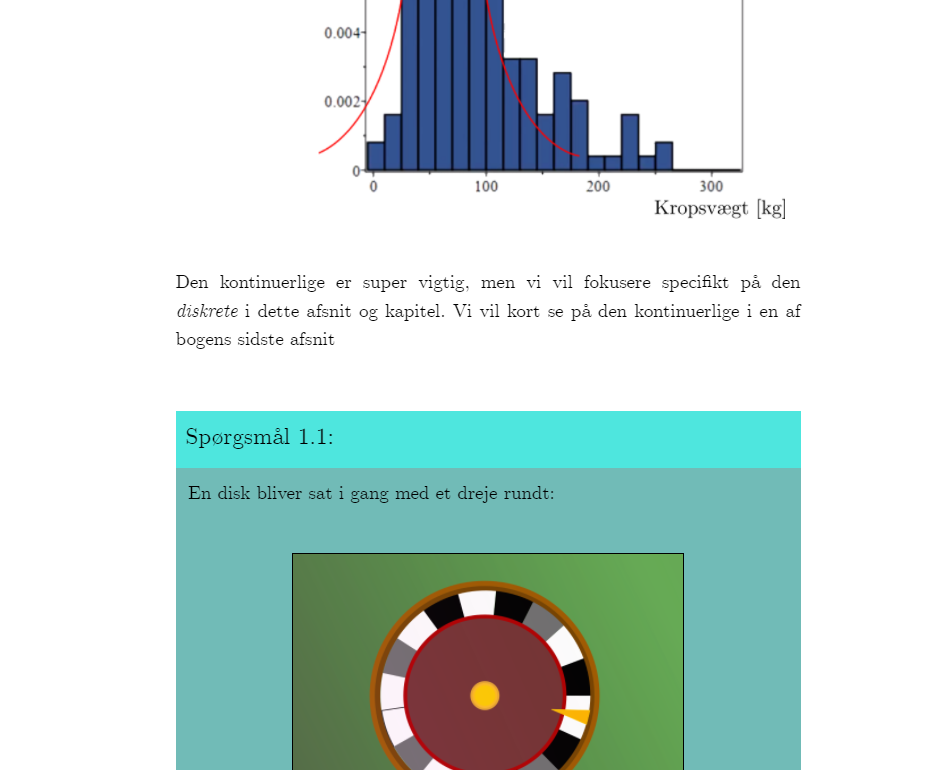 0.004
0.002
0
0 100 200 300
Kropsvægt [kg]
Den kontinuerlige er super vigtig, men vi vil fokusere specifikt på den
diskrete i dette afsnit og kapitel. Vi vil kort se på den kontinuerlige i en af
bogens sidste afsnit
Spørgsmål 1.1:
En disk bliver sat i gang med et dreje rundt: